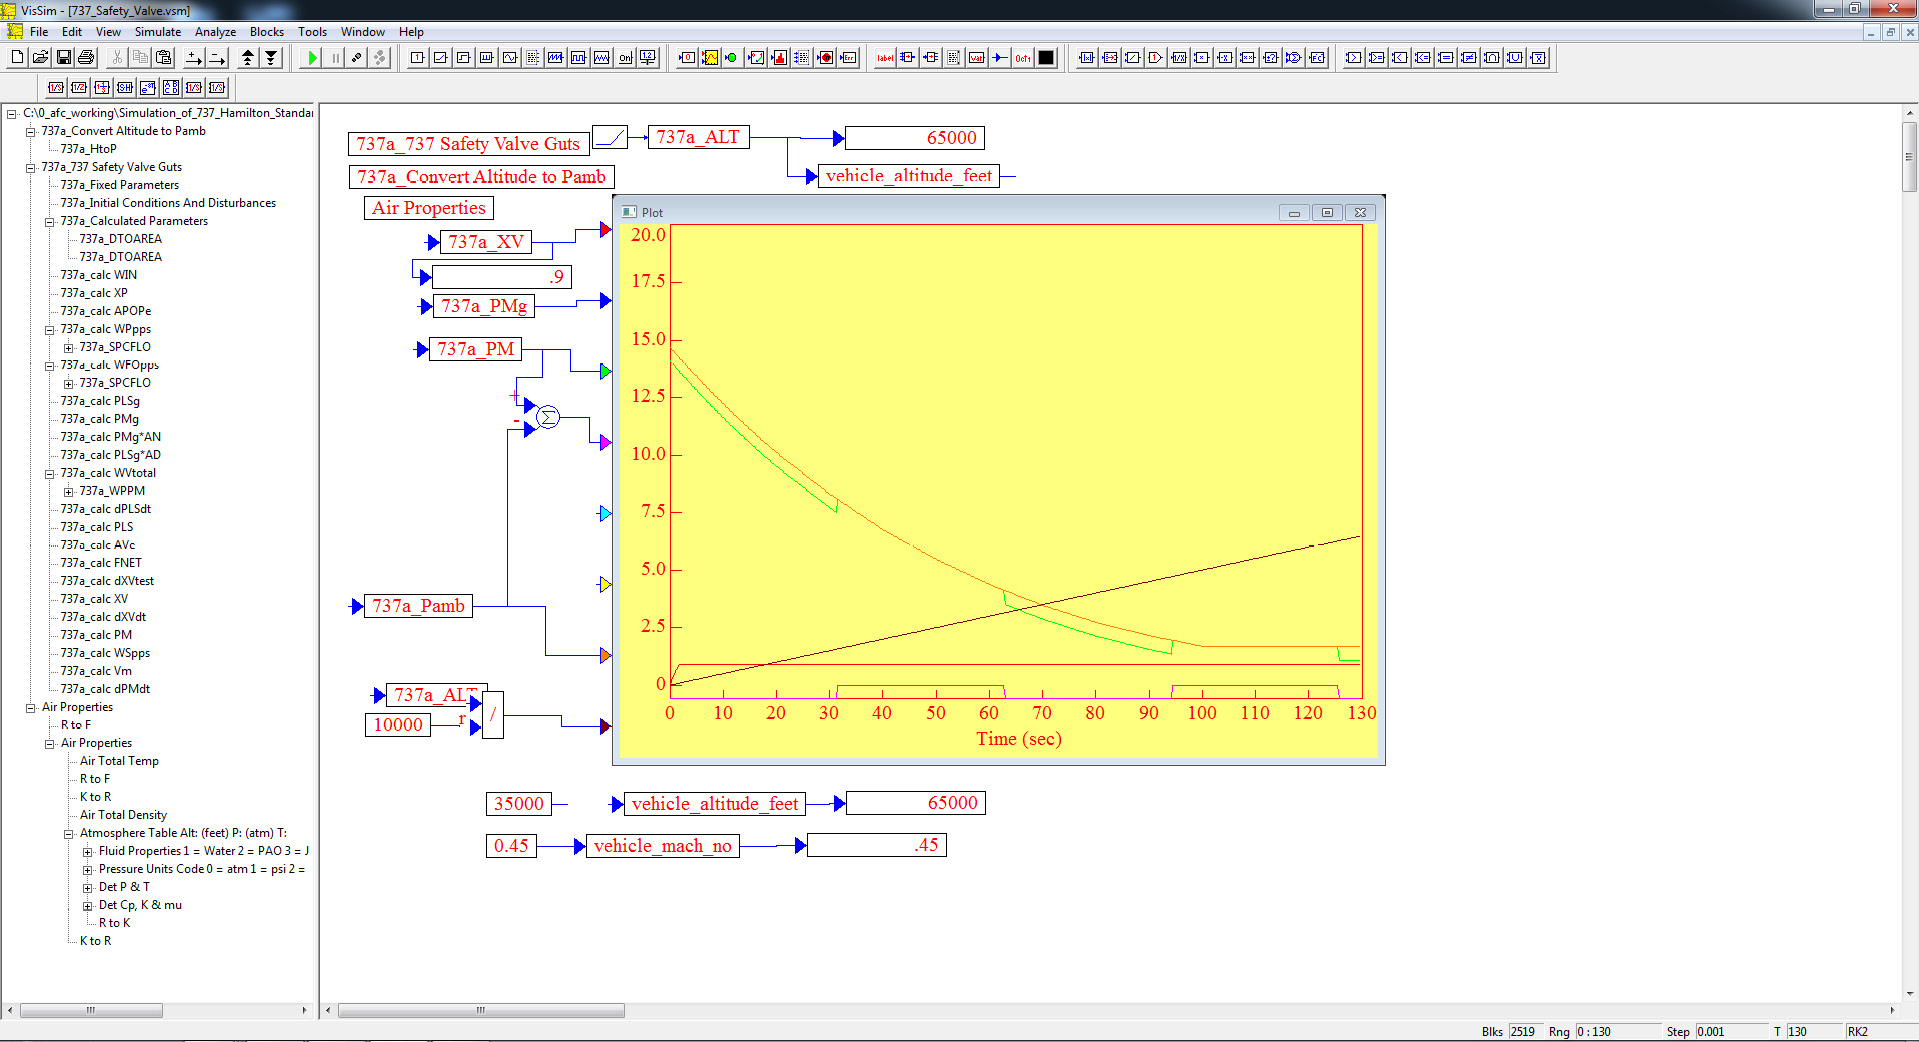 VisSim - [737_Safety_Valve.vsm]
File Edit View Simulate Analyze Blocks Tools Window Help
C:\0_afc_working\Simulation_of_737_Hamilton_Standar
737a_Convert Altitude to Pamb
737a_HtoP
737a_737 Safety Valve Guts
737a_Fixed Parameters
737a_Initial Conditions And Disturbances
737a_Calculated Parameters
737a_DTOAREA
737a_DTOAREA
737a_calc WIN
737a_calc XP
737a_calc APOPe
737a_calc WPpps
737a_SPCFLO
737a_calc WFOpps
737a_SPCFLO
737a_calc PLSg
737a_calc PMg
737a_calc PMg*AN
737a_calc PLSg*AD
737a_calc WVtotal
737a_WPPM
737a_calc dPLSdt
737a_calc PLS
737a_calc AVc
737a_calc FNET
737a_calc dXVtest
737a_calc XV
737a_calc dXVdt
737a_calc PM
737a_calc WSpps
737a_calc Vm
737a_calc dPMdt
Air Properties
R to F
Air Properties
Air Total Temp
R to F
K to R
Air Total Density
Atmosphere Table Alt: (feet) P: (atm) T:
Fluid Properties 1 = Water 2 = PAO 3 = J
Pressure Units Code 0 = atm 1 = psi 2 =
Det P & T
Det Cp, K & mu
R to K
K to R
737a_737 Safety Valve Guts
737a_ALT
65000
737a_Convert Altitude to Pamb
vehicle_altitude_feet
Air Properties
737a_XV
.9
737a_PMg
737a_PM
+
-
Σ
737a_Pamb
737a_ALT
10000
r
/
Plot
20.0
17.5
15.0
12.5
10.0
7.5
5.0
2.5
0
0 10 20 30 40 50 60 70 80 90 100 110 120 130
Time (sec)
35000
vehicle_altitude_feet
65000
0.45
vehicle_mach_no
.45
Blks 2519 Rng 0 : 130 Step 0.001 T 130 RK2